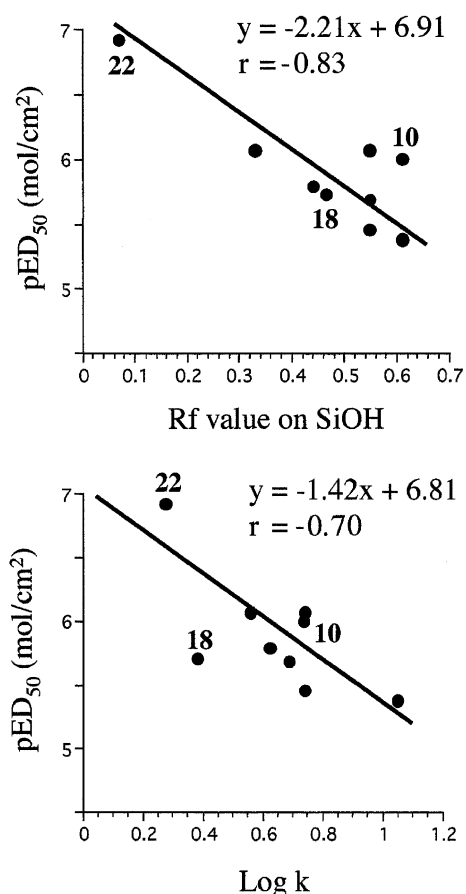 y = -2.21x + 6.91
r = -0.83
7
6
5
22
10
18
pED50 (mol/cm2)
0 0.1 0.2 0.3 0.4 0.5 0.6 0.7
Rf value on SiOH
y = -1.42x + 6.81
r = -0.70
7
6
5
22
18
10
pED50 (mol/cm2)
0 0.2 0.4 0.6 0.8 1 1.2
Log k